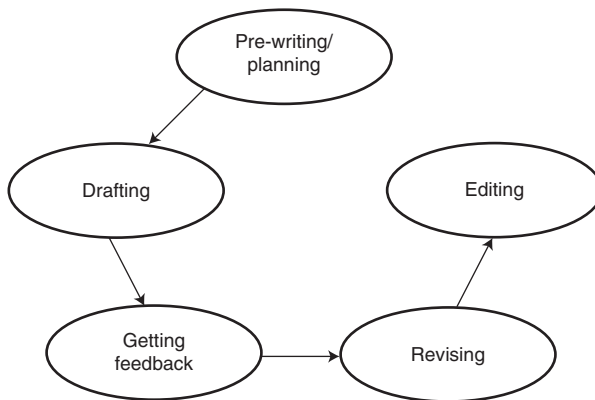 Pre-writing/
planning
Drafting
Editing
Getting
feedback
Revising